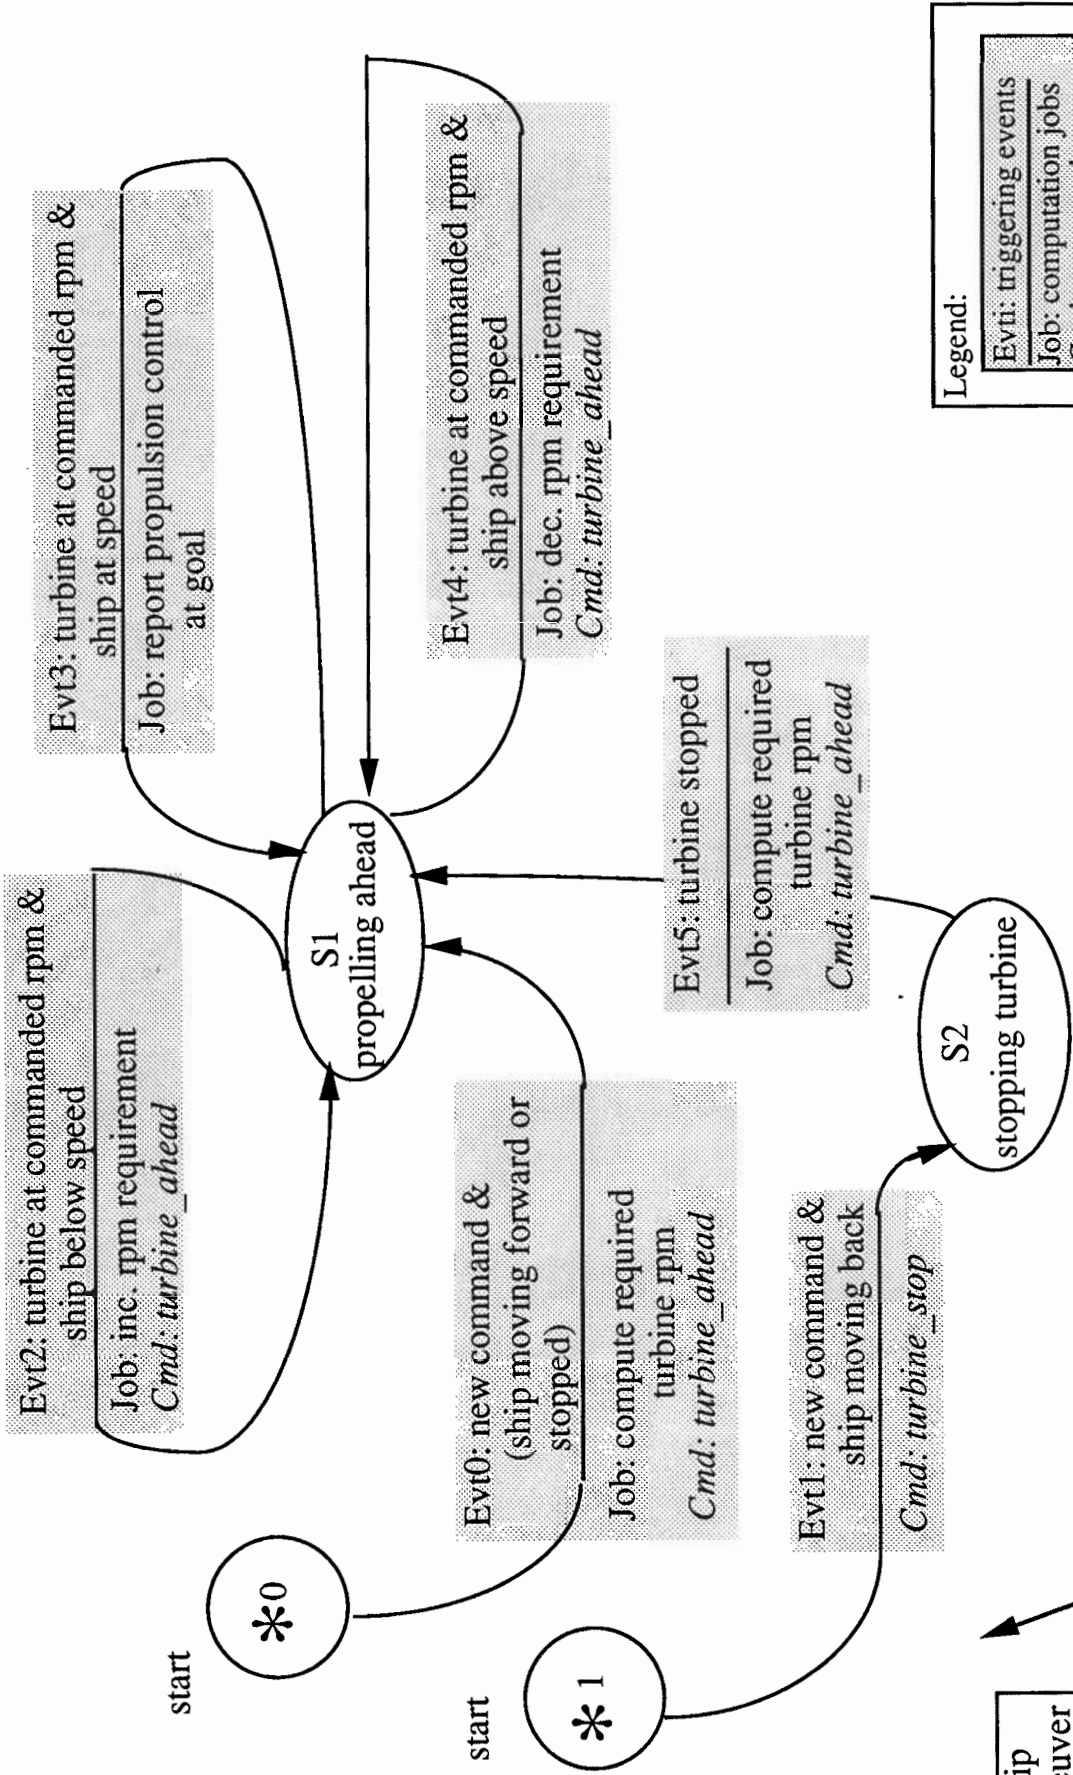 start
*0
start
*1
Evt2: turbine at commanded rpm &
ship below speed
Job: inc. rpm requirement
Cmd: turbine_ahead
Evt3: turbine at commanded rpm &
ship at speed
Job: report propulsion control
at goal
S1
propelling ahead
Evt0: new command &
(ship moving forward or
stopped)
Job: compute required
turbine rpm
Cmd: turbine_ahead
Evt4: turbine at commanded rpm &
ship above speed
Job: dec. rpm requirement
Cmd: turbine_ahead
Evt1: new command &
ship moving back
Cmd: turbine_stop
Evt5: turbine stopped
Job: compute required
turbine rpm
Cmd: turbine_ahead
S2
stopping turbine
Legend:
Evti: triggering events
Job: computation jobs